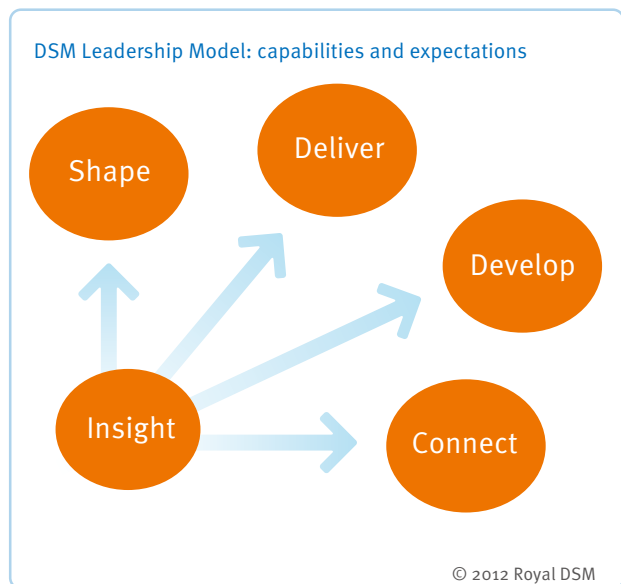 DSM Leadership Model: capabilities and expectations
Shape
Deliver
Develop
Insight
Connect
© 2012 Royal DSM